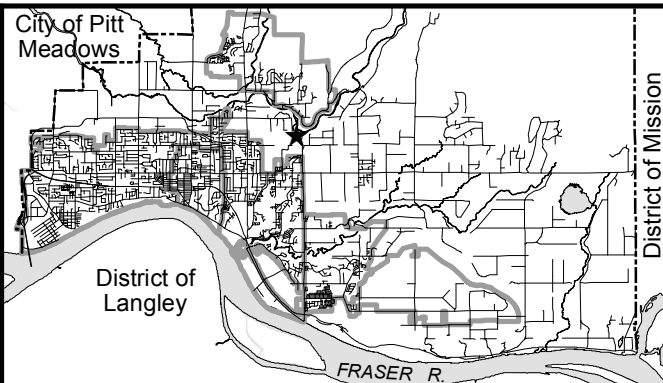 City of Pitt
Meadows
District of Mission
District of
Langley
FRASER R.